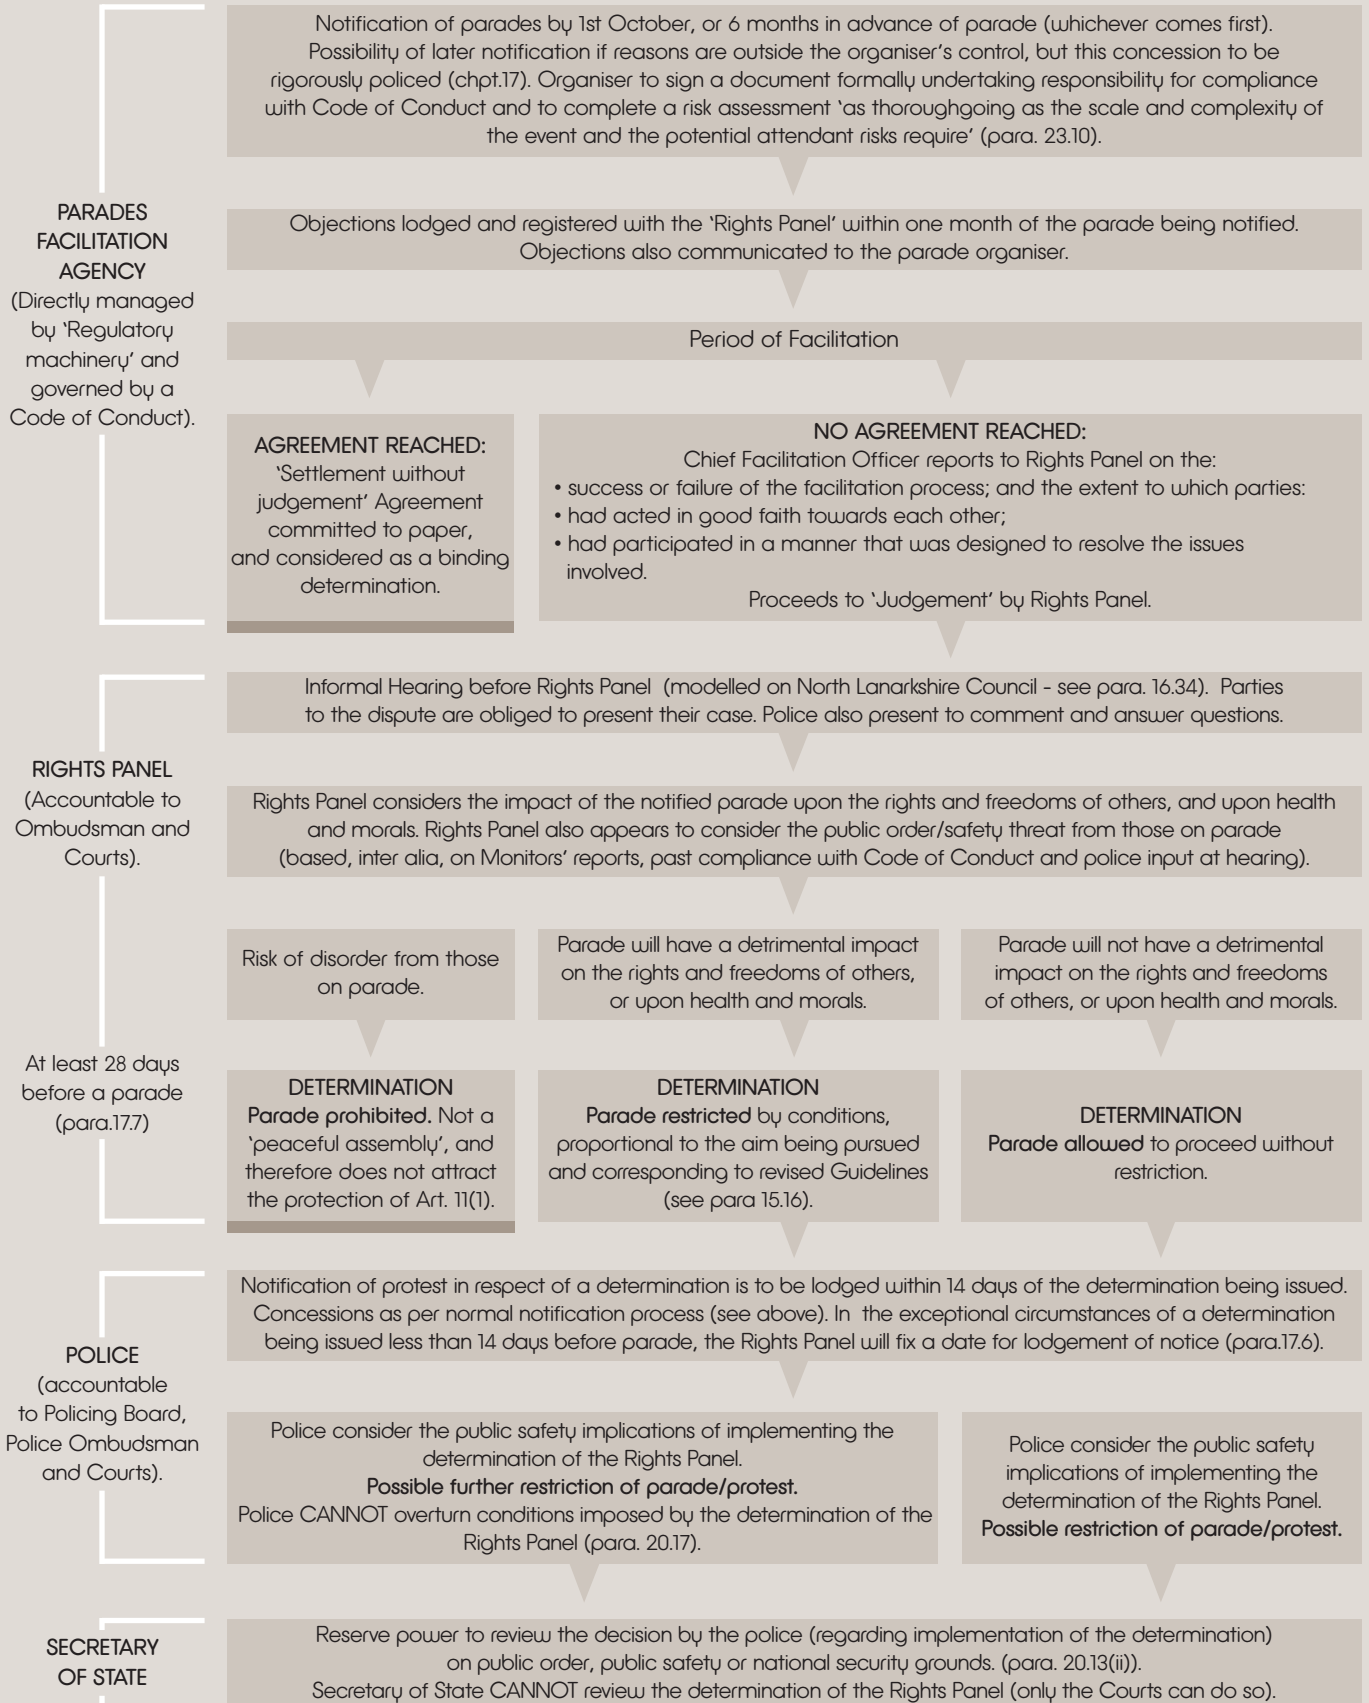 Notification of parades by 1st October, or 6 months in advance of parade (whichever comes first).
Possibility of later notification if reasons are outside the organiser's control, but this concession to be
rigorously policed (chpt.17). Organiser to sign a document formally undertaking responsibility for compliance
with Code of Conduct and to complete a risk assessment 'as thoroughgoing as the scale and complexity of
the event and the potential attendant risks require' (para. 23.10).
PARADES
FACILITATION
AGENCY
(Directly managed
by 'Regulatory
machinery' and
governed by a
Code of Conduct).
Objections lodged and registered with the 'Rights Panel' within one month of the parade being notified.
Objections also communicated to the parade organiser.
Period of Facilitation
AGREEMENT REACHED:
'Settlement without
judgement' Agreement
committed to paper,
and considered as a binding
determination.
NO AGREEMENT REACHED:
Chief Facilitation Officer reports to Rights Panel on the:
• success or failure of the facilitation process; and the extent to which parties:
• had acted in good faith towards each other;
• had participated in a manner that was designed to resolve the issues
involved.
Proceeds to 'Judgement' by Rights Panel.
Informal Hearing before Rights Panel (modelled on North Lanarkshire Council - see para. 16.34). Parties
to the dispute are obliged to present their case. Police also present to comment and answer questions.
RIGHTS PANEL
(Accountable to
Ombudsman and
Courts).
Rights Panel considers the impact of the notified parade upon the rights and freedoms of others, and upon health
and morals. Rights Panel also appears to consider the public order/safety threat from those on parade
(based, inter alia, on Monitors' reports, past compliance with Code of Conduct and police input at hearing).
Risk of disorder from those
on parade.
Parade will have a detrimental impact
on the rights and freedoms of others,
or upon health and morals.
Parade will not have a detrimental
impact on the rights and freedoms
of others, or upon health and morals.
At least 28 days
before a parade
(para.17.7)
DETERMINATION
Parade prohibited. Not a
'peaceful assembly', and
therefore does not attract
the protection of Art. 11(1).
DETERMINATION
Parade restricted by conditions,
proportional to the aim being pursued
and corresponding to revised Guidelines
(see para 15.16).
DETERMINATION
Parade allowed to proceed without
restriction.
Notification of protest in respect of a determination is to be lodged within 14 days of the determination being issued.
Concessions as per normal notification process (see above). In the exceptional circumstances of a determination
being issued less than 14 days before parade, the Rights Panel will fix a date for lodgement of notice (para.17.6).
POLICE
(accountable
to Policing Board,
Police Ombudsman
and Courts).
Police consider the public safety implications of implementing the
determination of the Rights Panel.
Possible further restriction of parade/protest.
Police CANNOT overturn conditions imposed by the determination of the
Rights Panel (para. 20.17).
Police consider the public safety
implications of implementing the
determination of the Rights Panel.
Possible restriction of parade/protest.
SECRETARY
OF STATE
Reserve power to review the decision by the police (regarding implementation of the determination)
on public order, public safety or national security grounds. (para. 20.13(ii)).
Secretary of State CANNOT review the determination of the Rights Panel (only the Courts can do so).